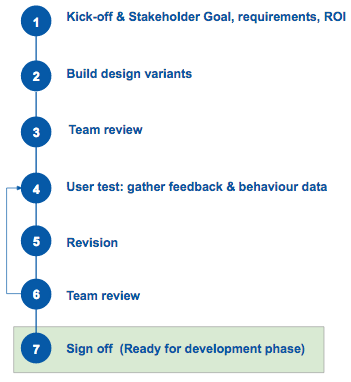 1 Kick-off & Stakeholder Goal, requirements, ROI
2 Build design variants
3 Team review
4 User test: gather feedback & behaviour data
5 Revision
6 Team review
7 Sign off (Ready for development phase)